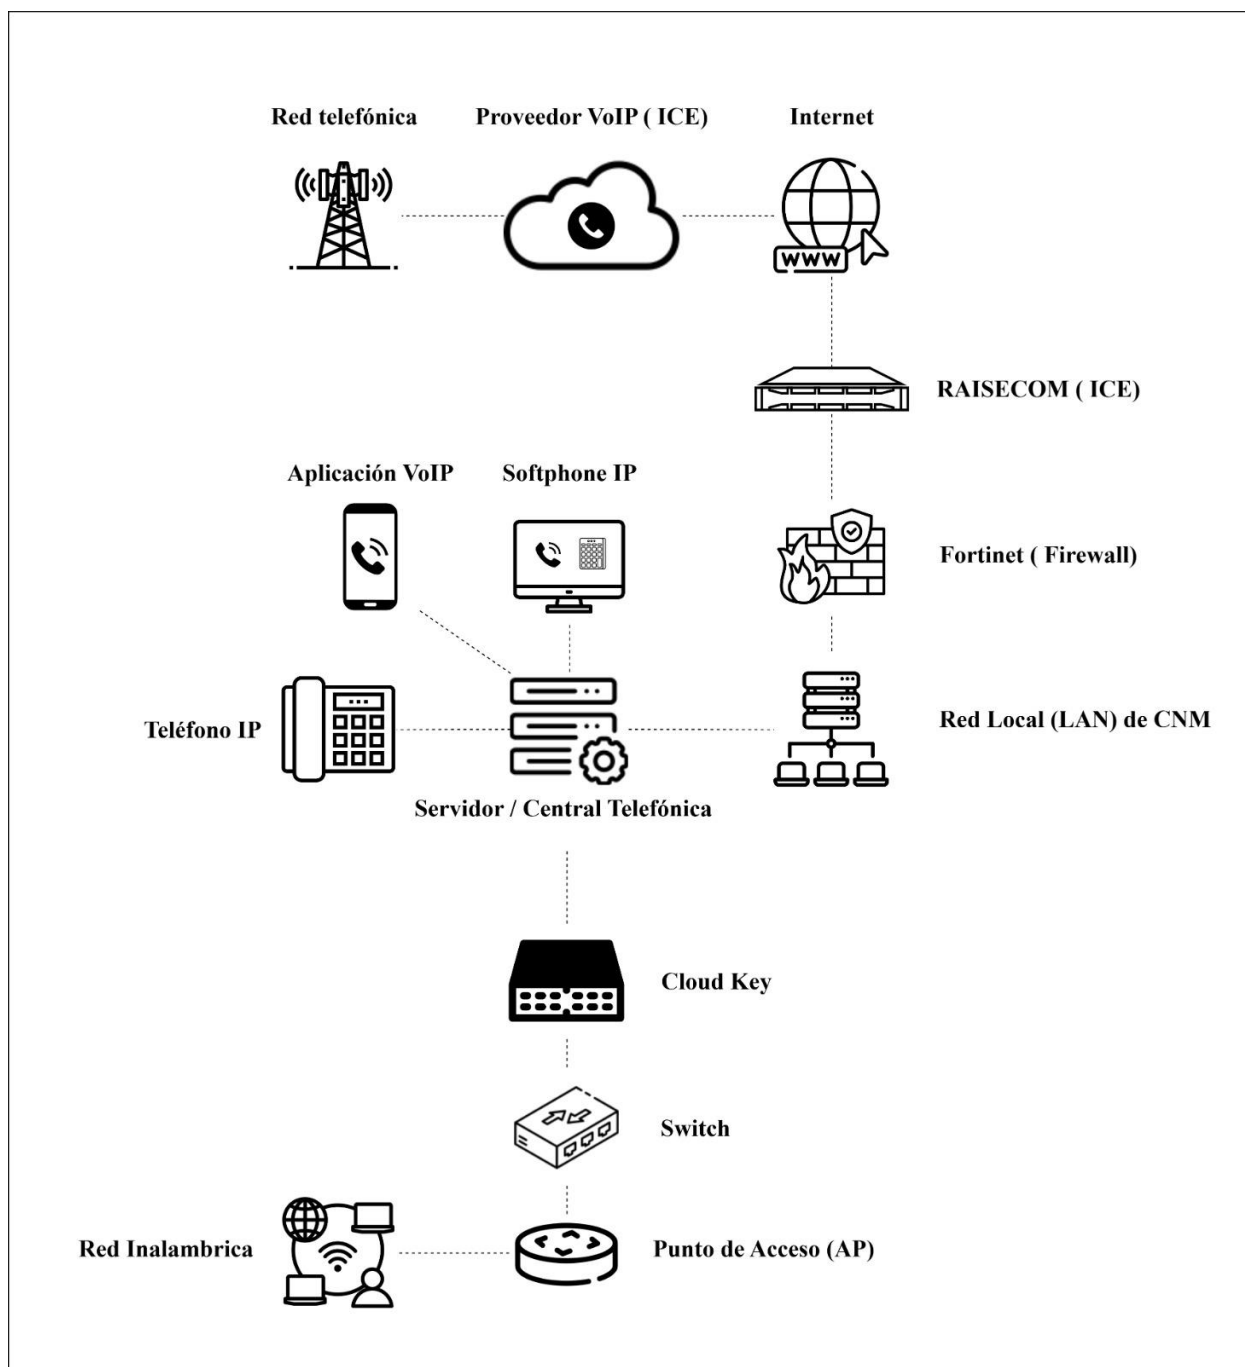 Red telefónica
Proveedor VoIP ( ICE)
Internet
WWW
RAISECOM ( ICE)
Aplicación VoIP
Softphone IP
Fortinet ( Firewall)
Teléfono IP
Red Local (LAN) de CNM
Servidor / Central Telefónica
Cloud Key
Switch
Red Inalambrica
Punto de Acceso (AP)